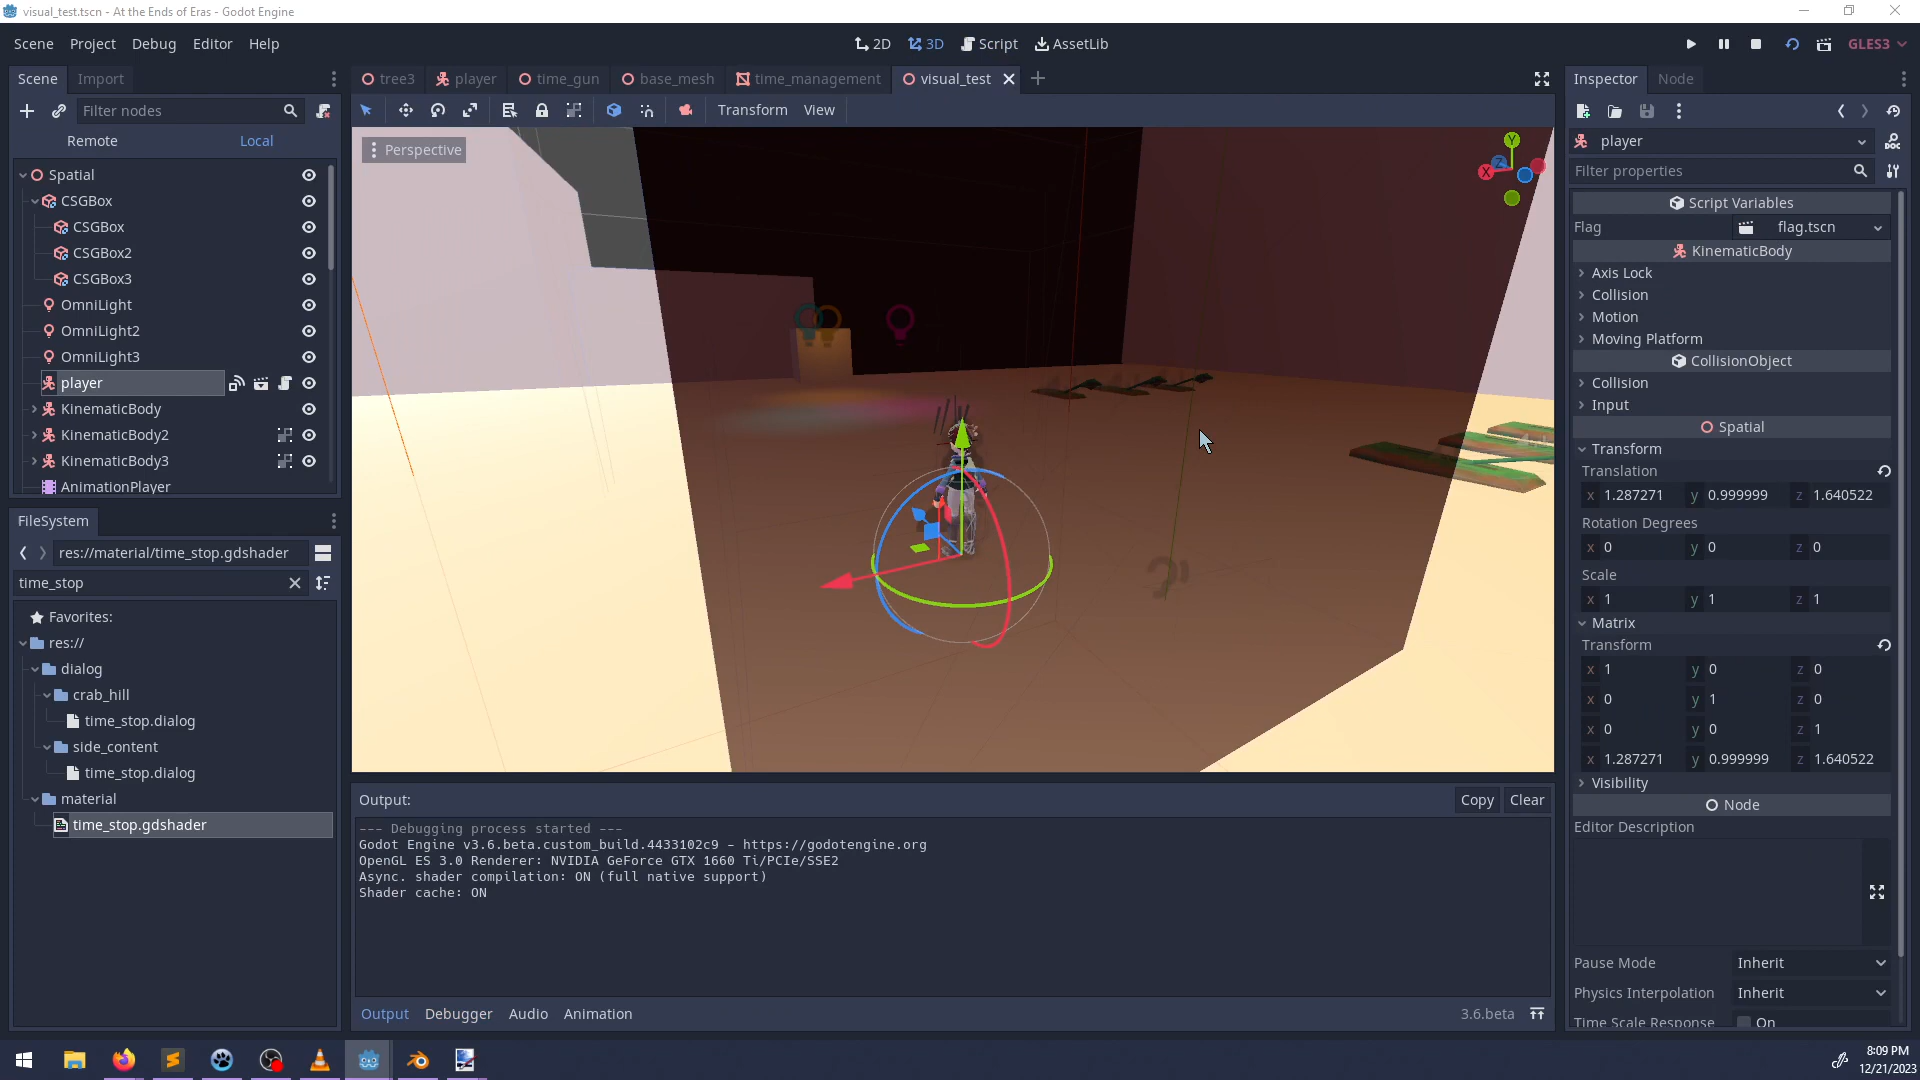 visual_test.tscn - At the Ends of Eras - Godot Engine
Scene Project Debug Editor Help
2D 3D Script AssetLib
GLES3
Scene Import
tree3 player time_gun base_mesh time_management visual_test
Inspector Node
Filter nodes
Transform View
Remote Local
Perspective
Y
X
Z
player
Filter properties
Spatial
CSGBox
CSGBox
CSGBox2
CSGBox3
OmniLight
OmniLight2
OmniLight3
player
KinematicBody
KinematicBody2
KinematicBody3
AnimationPlayer
Script Variables
Flag flag.tscn
KinematicBody
Axis Lock
Collision
Motion
Moving Platform
CollisionObject
Collision
Input
Spatial
Transform
Translation
x 1.287271 y 0.999999 z 1.640522
Rotation Degrees
x 0 y 0 z 0
Scale
x 1 y 1 z 1
Matrix
Transform
x 1 y 0 z 0
x 0 y 1 z 0
x 0 y 0 z 1
x 1.287271 y 0.999999 z 1.640522
Visibility
Node
Editor Description
Pause Mode Inherit
Physics Interpolation Inherit
Time Scale Response On
FileSystem
res://material/time_stop.gdshader
time_stop
Favorites:
res://
dialog
crab_hill
time_stop.dialog
side_content
time_stop.dialog
material
time_stop.gdshader
Output:
Copy Clear
--- Debugging process started ---
Godot Engine v3.6.beta.custom_build.4433102c9 - https://godotengine.org
OpenGL ES 3.0 Renderer: NVIDIA GeForce GTX 1660 Ti/PCIe/SSE2
Async. shader compilation: ON (full native support)
Shader cache: ON
Output Debugger Audio Animation
3.6.beta
8:09 PM
12/21/2023